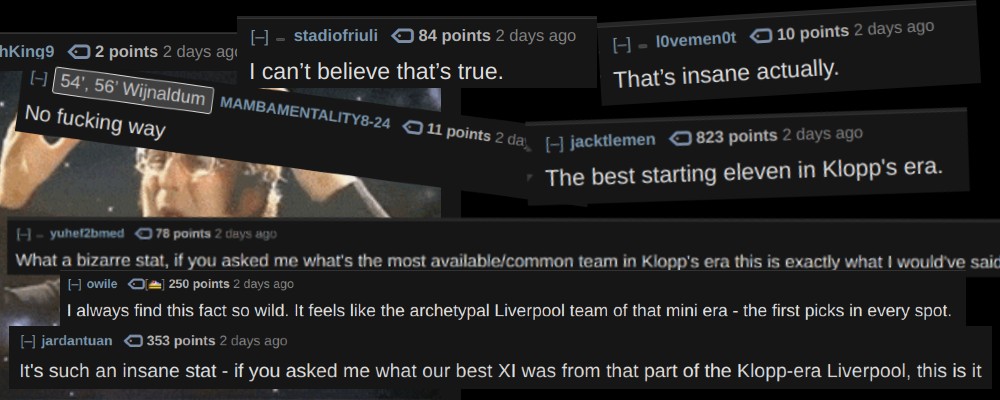 hKing9 2 points 2 days ag
[–] stadiofriuli 84 points 2 days ago
I can't believe that's true.
[–] l0vemen0t 10 points 2 days ago
That's insane actually.
[–] 54', 56' Wijnaldum MAMBAMENTALITY8-24 11 points 2 da
No fucking way
[–] jacktlemen 823 points 2 days ago
The best starting eleven in Klopp's era.
[–] yuhef2bmed 78 points 2 days ago
What a bizarre stat, if you asked me what's the most available/common team in Klopp's era this is exactly what I would've said
[–] owile 250 points 2 days ago
I always find this fact so wild. It feels like the archetypal Liverpool team of that mini era - the first picks in every spot.
[–] jardantuan 353 points 2 days ago
It's such an insane stat - if you asked me what our best XI was from that part of the Klopp-era Liverpool, this is it